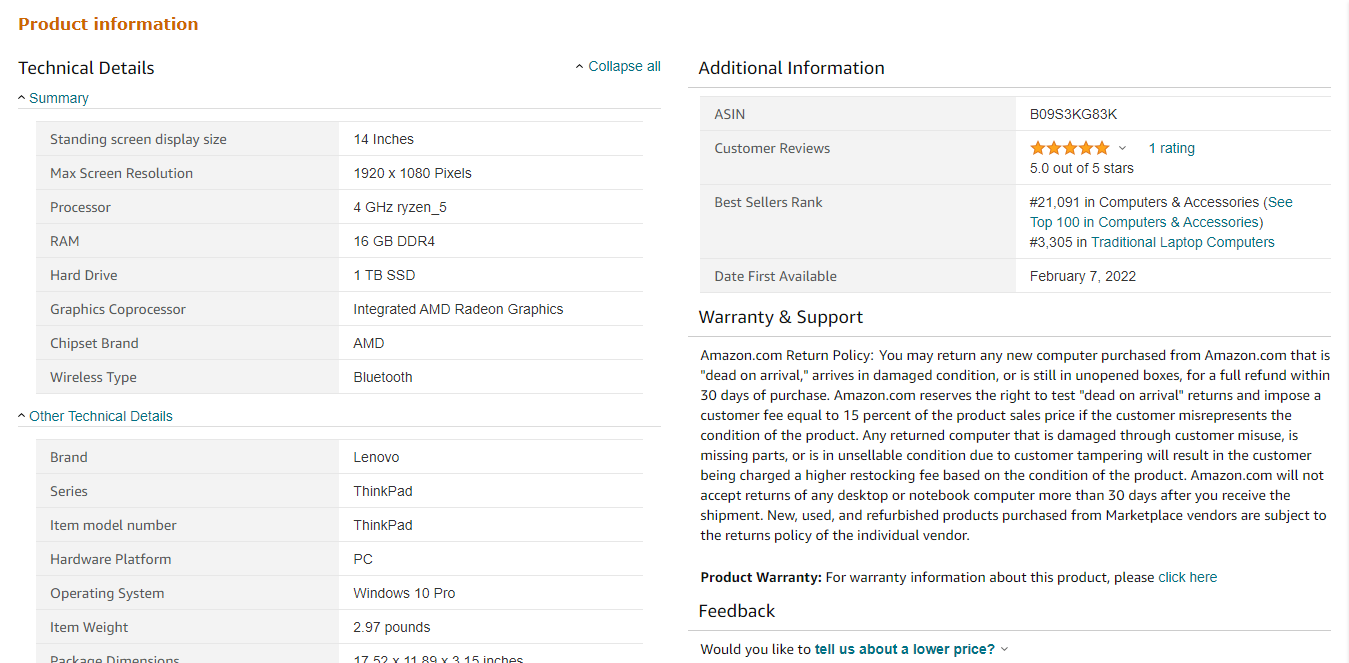 Product information
Technical Details
Collapse all
Summary
Standing screen display size 14 Inches
Max Screen Resolution 1920 x 1080 Pixels
Processor 4 GHz ryzen_5
RAM 16 GB DDR4
Hard Drive 1 TB SSD
Graphics Coprocessor Integrated AMD Radeon Graphics
Chipset Brand AMD
Wireless Type Bluetooth
Other Technical Details
Brand Lenovo
Series ThinkPad
Item model number ThinkPad
Hardware Platform PC
Operating System Windows 10 Pro
Item Weight 2.97 pounds
Package Dimensions 17.52 x 11.89 x 3.15 inches
Additional Information
ASIN B09S3KG83K
Customer Reviews 1 rating
5.0 out of 5 stars
Best Sellers Rank #21,091 in Computers & Accessories (See
Top 100 in Computers & Accessories)
#3,305 in Traditional Laptop Computers
Date First Available February 7, 2022
Warranty & Support
Amazon.com Return Policy: You may return any new computer purchased from Amazon.com that is
"dead on arrival," arrives in damaged condition, or is still in unopened boxes, for a full refund within
30 days of purchase. Amazon.com reserves the right to test "dead on arrival" returns and impose a
customer fee equal to 15 percent of the product sales price if the customer misrepresents the
condition of the product. Any returned computer that is damaged through customer misuse, is
missing parts, or is in unsellable condition due to customer tampering will result in the customer
being charged a higher restocking fee based on the condition of the product. Amazon.com will not
accept returns of any desktop or notebook computer more than 30 days after you receive the
shipment. New, used, and refurbished products purchased from Marketplace vendors are subject to
the returns policy of the individual vendor.
Product Warranty: For warranty information about this product, please click here
Feedback
Would you like to tell us about a lower price?